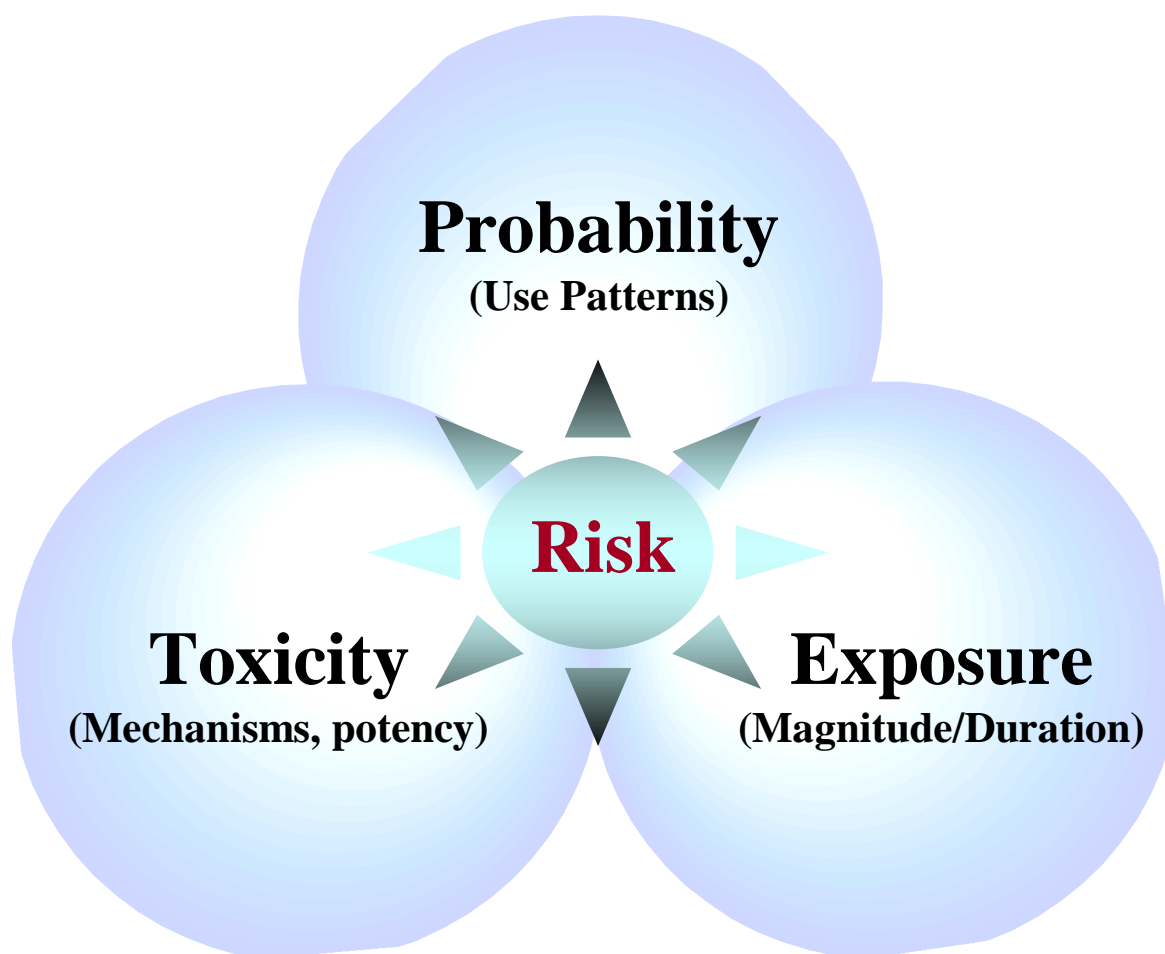 Probability
(Use Patterns)
Risk
Toxicity
(Mechanisms, potency)
Exposure
(Magnitude/Duration)